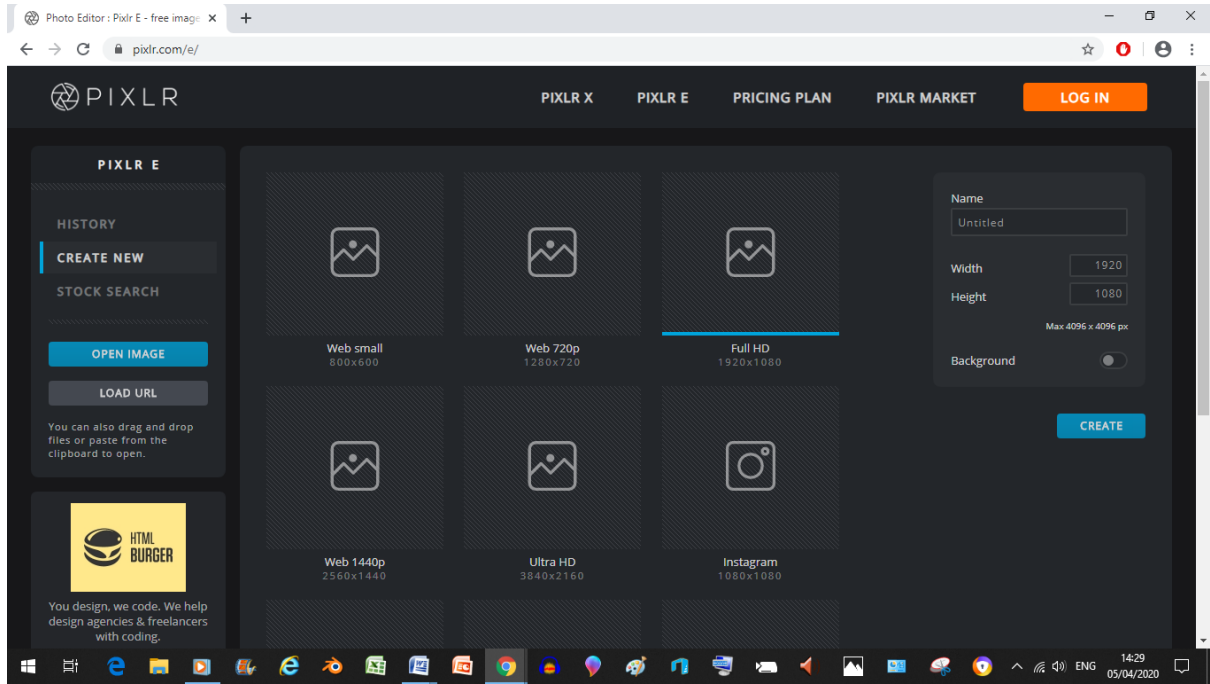 Photo Editor : Pixlr E - free image
pixlr.com/e/
PIXLR
PIXLR X
PIXLR E
PRICING PLAN
PIXLR MARKET
LOG IN
PIXLR E
HISTORY
CREATE NEW
STOCK SEARCH
OPEN IMAGE
LOAD URL
You can also drag and drop
files or paste from the
clipboard to open.
HTML
BURGER
You design, we code. We help
design agencies & freelancers
with coding.
Web small
800x600
Web 720p
1280x720
Full HD
1920x1080
Web 1440p
2560x1440
Ultra HD
3840x2160
Instagram
1080x1080
Name
Untitled
Width
1920
Height
1080
Max 4096 x 4096 px
Background
CREATE
ENG
14:29
05/04/2020